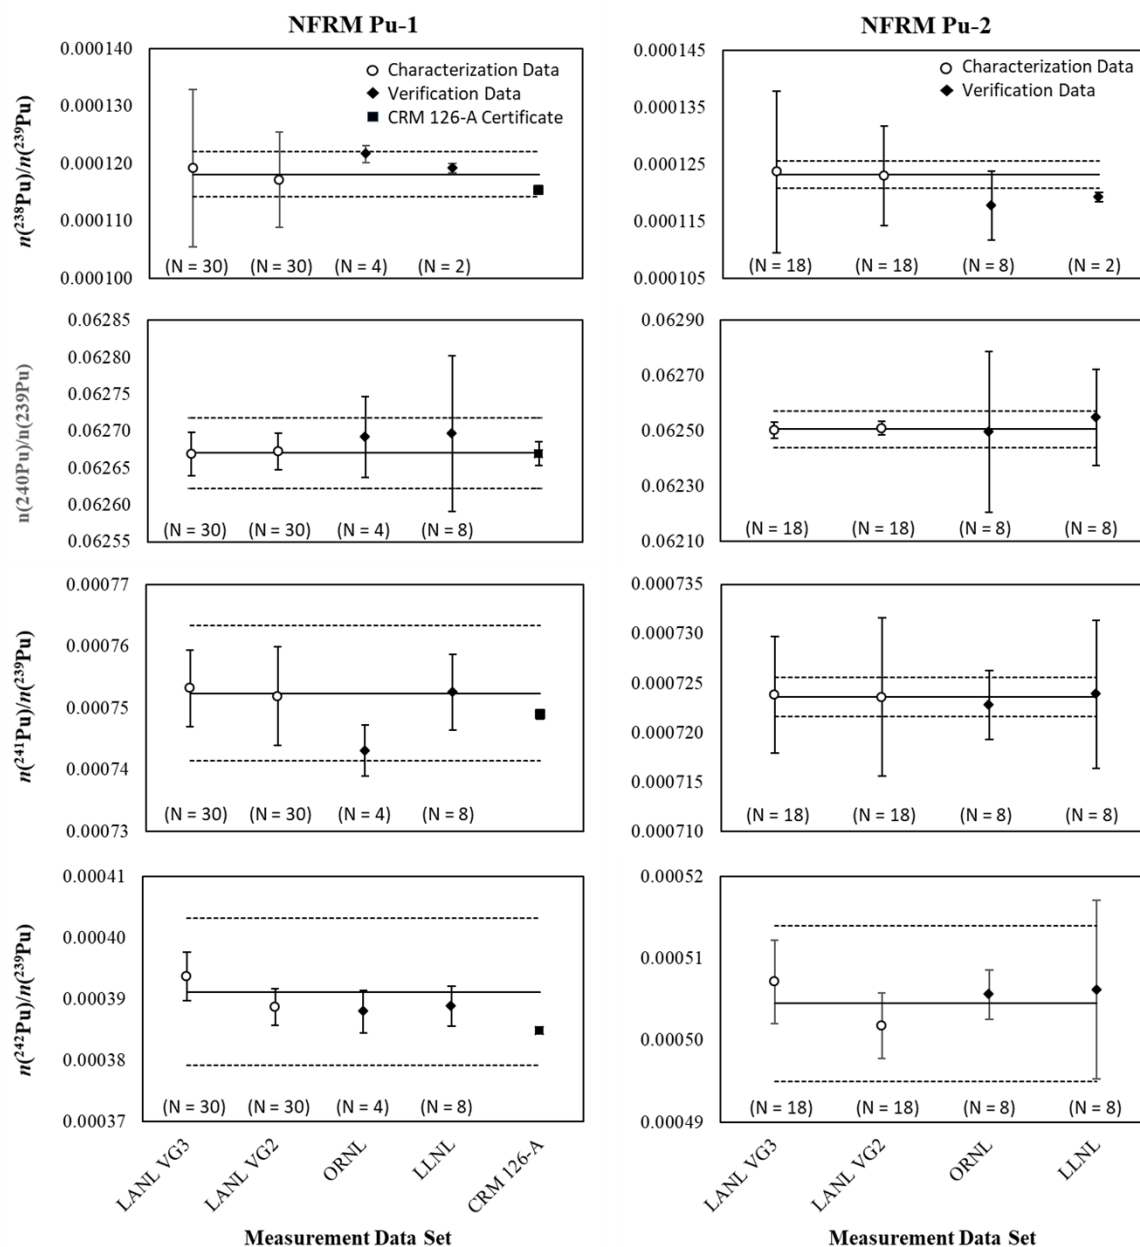 NFRM Pu-1
n(²³⁸Pu)/n(²³⁹Pu)
0.000140
0.000130
0.000120
0.000110
0.000100
Characterization Data
Verification Data
CRM 126-A Certificate
(N = 30) (N = 30) (N = 4) (N = 2)
NFRM Pu-2
0.000145
0.000135
0.000125
0.000115
0.000105
Characterization Data
Verification Data
(N = 18) (N = 18) (N = 8) (N = 2)
n(240Pu)/n(239Pu)
0.06285
0.06280
0.06275
0.06270
0.06265
0.06260
0.06255
(N = 30) (N = 30) (N = 4) (N = 8)
0.06290
0.06270
0.06250
0.06230
0.06210
(N = 18) (N = 18) (N = 8) (N = 8)
n(²⁴¹Pu)/n(²³⁹Pu)
0.00077
0.00076
0.00075
0.00074
0.00073
(N = 30) (N = 30) (N = 4) (N = 8)
0.000735
0.000730
0.000725
0.000720
0.000715
0.000710
(N = 18) (N = 18) (N = 8) (N = 8)
n(²⁴²Pu)/n(²³⁹Pu)
0.00041
0.00040
0.00039
0.00038
0.00037
(N = 30) (N = 30) (N = 4) (N = 8)
LANL VG3
LANL VG2
ORNL
LLNL
CRM 126-A
Measurement Data Set
0.00052
0.00051
0.00050
0.00049
(N = 18) (N = 18) (N = 8) (N = 8)
LANL VG3
LANL VG2
ORNL
LLNL
Measurement Data Set